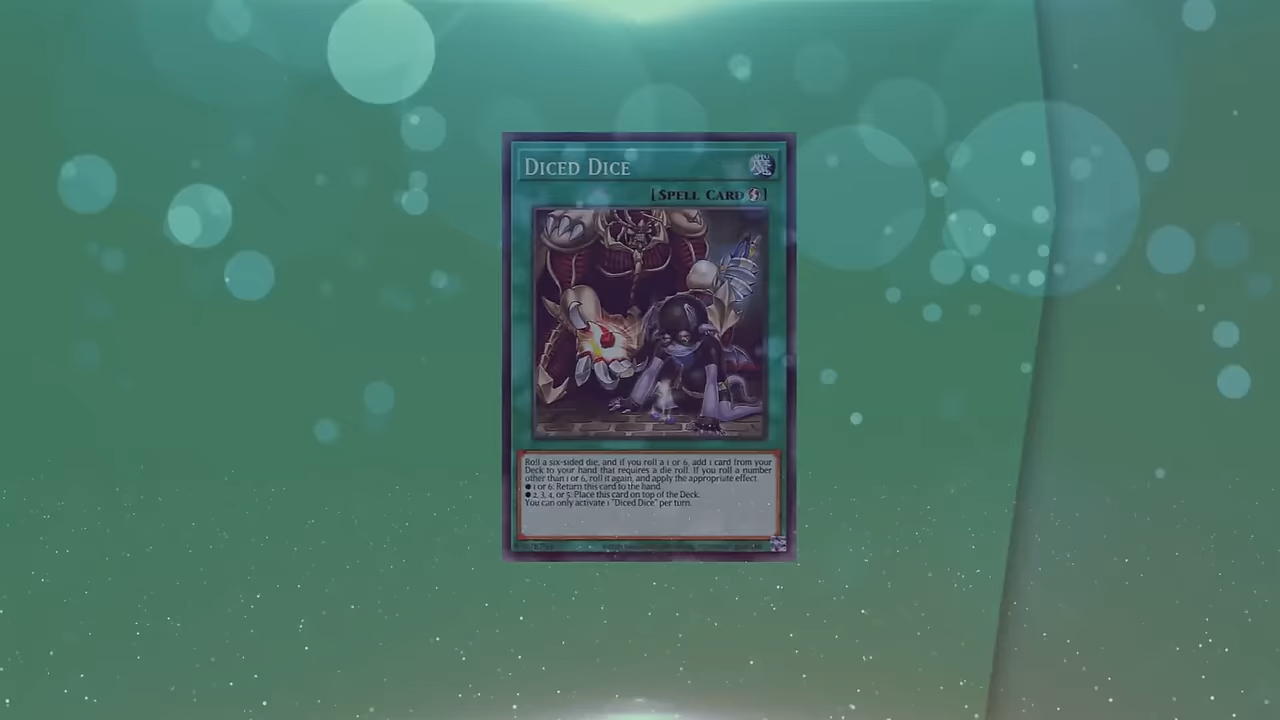 DICED DICE
[SPELL CARD ]
Roll a six-sided die, and if you roll a 1 or 6, add 1 card from your
Deck to your hand that requires a die roll. If you roll a number
other than 1 or 6, roll it again, and apply the appropriate effect.
● 1 or 6: Return this card to the hand.
● 2, 3, 4, or 5: Place this card on top of the Deck.
You can only activate 1 "Diced Dice" per turn.